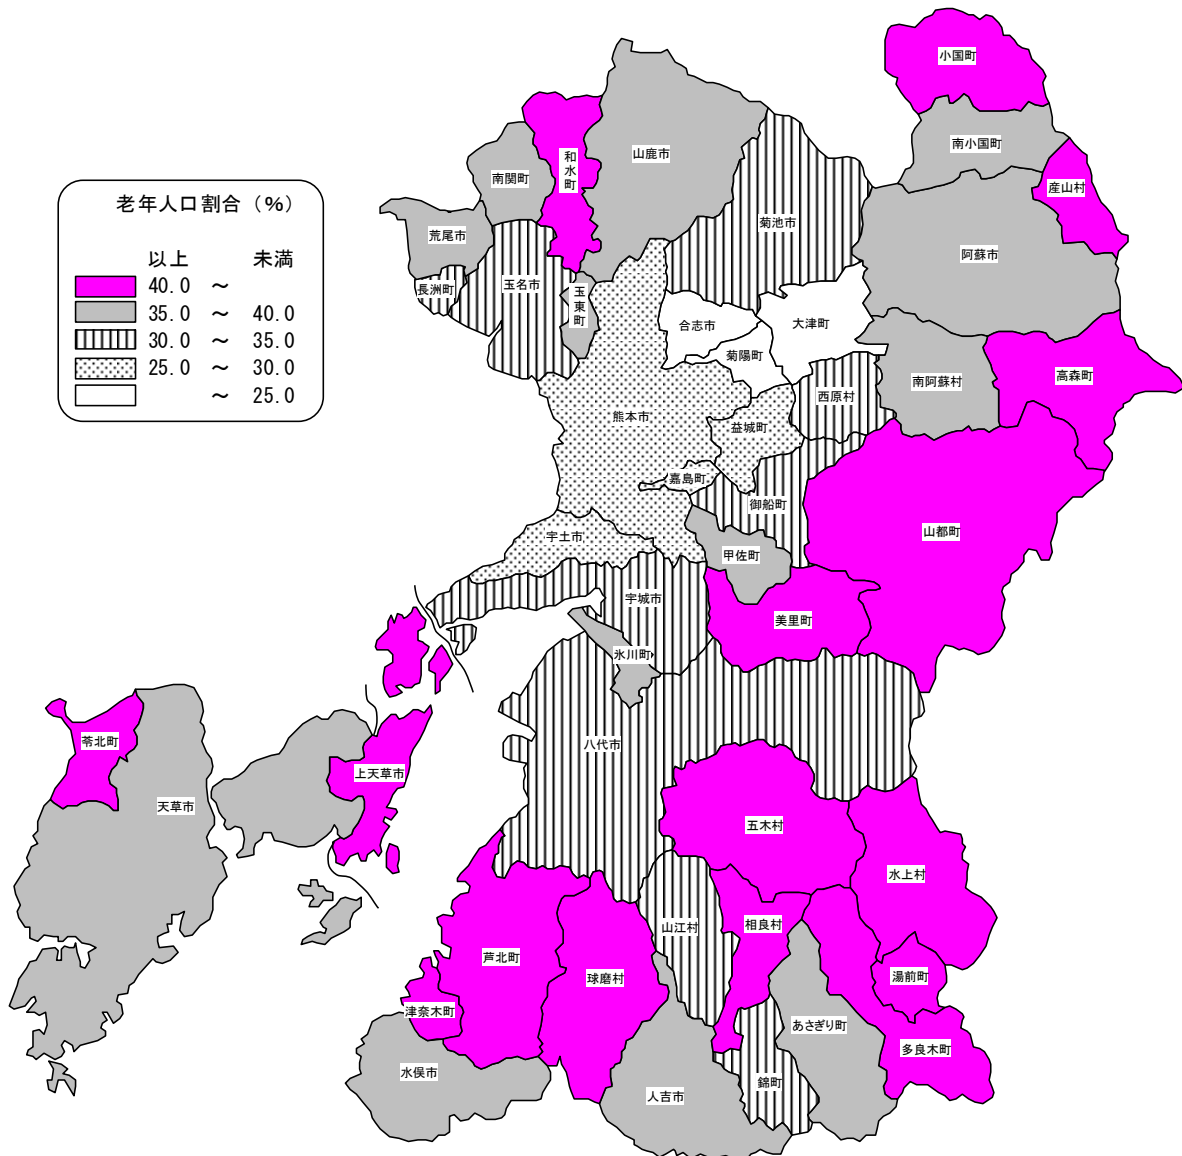 小国町
南小国町
産山村
和水町
山鹿市
南関町
菊池市
荒尾市
阿蘇市
長洲町
玉名市
玉東町
合志市
大津町
菊陽町
南阿蘇村
高森町
西原村
熊本市
益城町
嘉島町
御船町
山都町
宇土市
甲佐町
宇城市
美里町
氷川町
苓北町
八代市
上天草市
天草市
五木村
水上村
山江村
相良村
芦北町
球磨村
湯前町
津奈木町
あさぎり町
多良木町
水俣市
錦町
人吉市
老年人口割合(%)
以上 未満
40.0 ~
35.0 ~ 40.0
30.0 ~ 35.0
25.0 ~ 30.0
~ 25.0